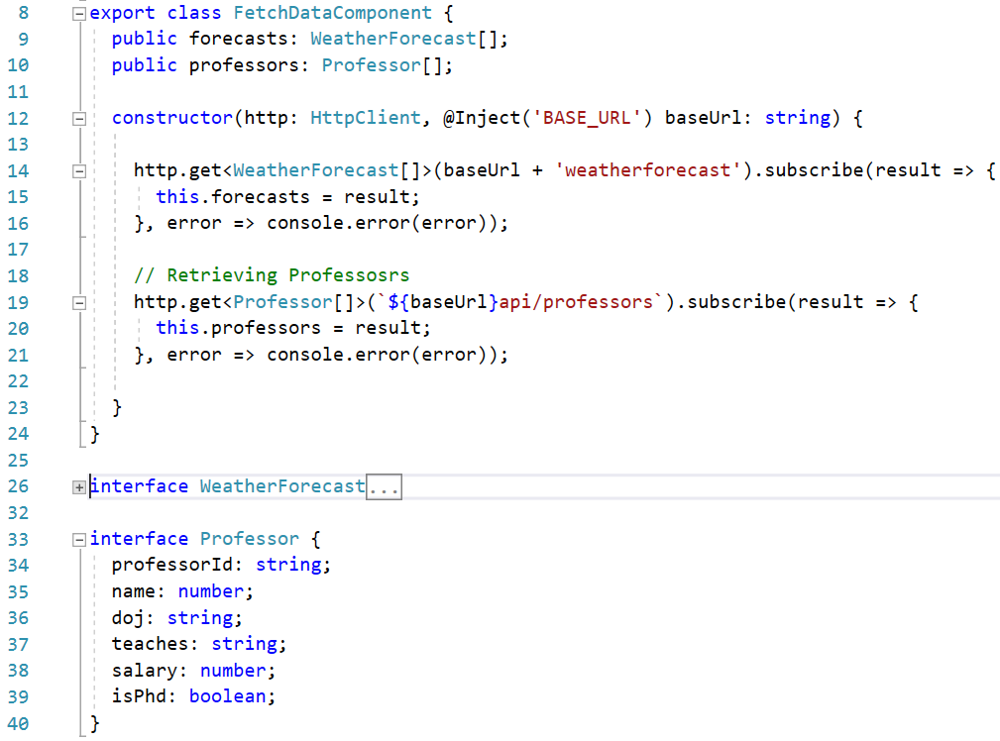 8 export class FetchDataComponent {
9 public forecasts: WeatherForecast[];
10 public professors: Professor[];
11
12 constructor(http: HttpClient, @Inject('BASE_URL') baseUrl: string) {
13
14 http.get<WeatherForecast[]>(baseUrl + 'weatherforecast').subscribe(result => {
15 this.forecasts = result;
16 }, error => console.error(error));
17
18 // Retrieving Professosrs
19 http.get<Professor[]>(`${baseUrl}api/professors`).subscribe(result => {
20 this.professors = result;
21 }, error => console.error(error));
22
23 }
24 }
25
26 interface WeatherForecast...
32
33 interface Professor {
34 professorId: string;
35 name: number;
36 doj: string;
37 teaches: string;
38 salary: number;
39 isPhd: boolean;
40 }